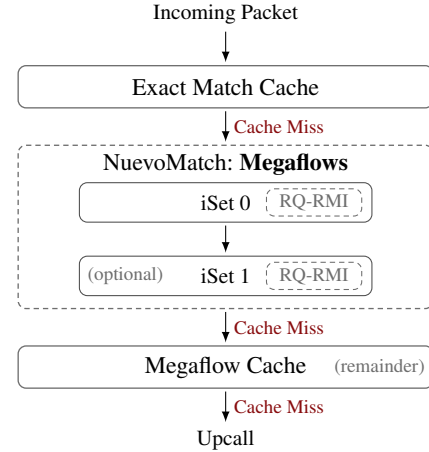 Incoming Packet
Exact Match Cache
Cache Miss
NuevoMatch: Megaflows
iSet 0 RQ-RMI
(optional) iSet 1 RQ-RMI
Cache Miss
Megaflow Cache (remainder)
Cache Miss
Upcall